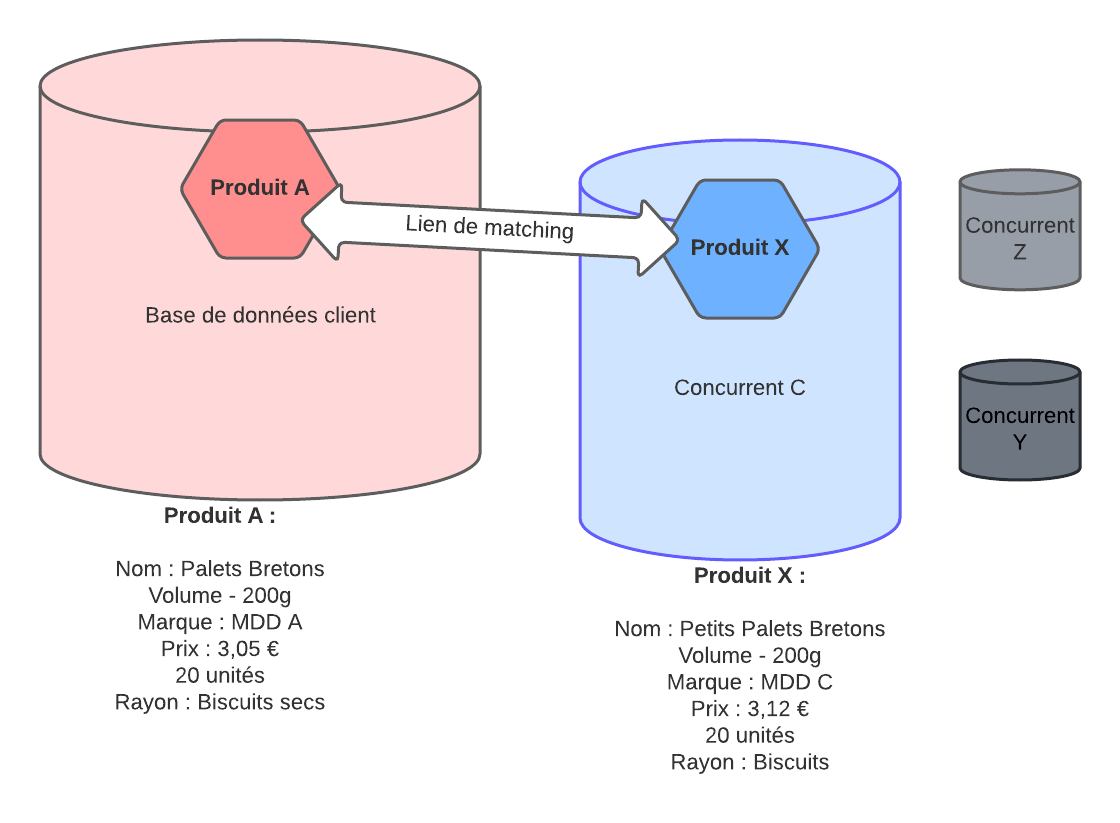 Produit A
Lien de matching
Produit X
Base de données client
Concurrent C
Concurrent
Z
Concurrent
Y
Produit A :
Nom : Palets Bretons
Volume - 200g
Marque : MDD A
Prix : 3,05 €
20 unités
Rayon : Biscuits secs
Produit X :
Nom : Petits Palets Bretons
Volume - 200g
Marque : MDD C
Prix : 3,12 €
20 unités
Rayon : Biscuits